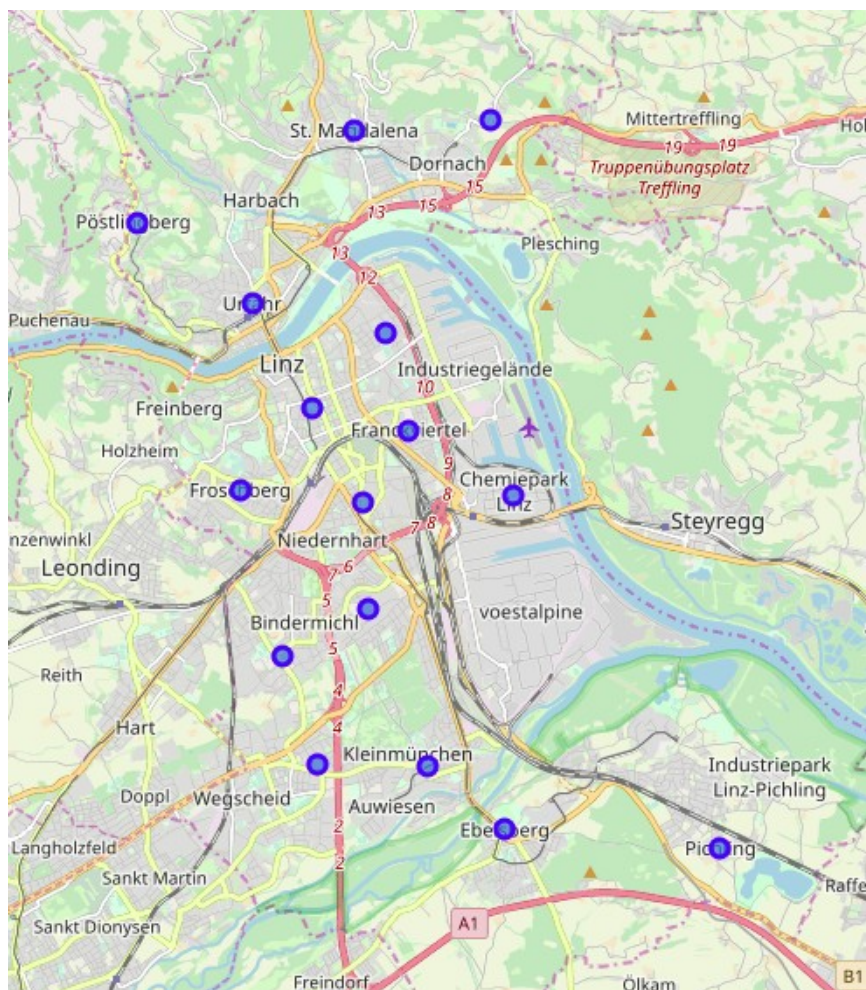 St. Magdalena
Mittertreffling
Dornach
19
19
Truppenübungsplatz
Treffling
15
Harbach
13
15
Pöstlingberg
13
Plesching
12
Urfahr
Puchenau
Linz
Industriegelände
10
Freinberg
Franckviertel
Holzheim
9
Chemiepark
Linz
Froschberg
8
Steyregg
7
8
Niedernhart
Leonding
7
6
5
voestalpine
Bindermichl
5
Reith
4
Hart
4
Kleinmünchen
Industriepark
Linz-Pichling
Doppl
Wegscheid
Auwiesen
2
Ebelsberg
Langholzfeld
2
Pichling
Sankt Martin
Sankt Dionysen
A1
B1
Freindorf
Ölkam